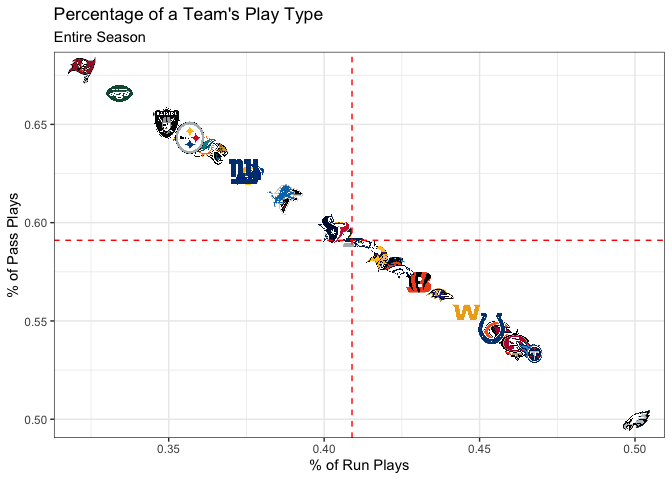 Percentage of a Team's Play Type
Entire Season
% of Pass Plays
0.65
0.60
0.55
0.50
RAIDERS
W
0.35
0.40
0.45
0.50
% of Run Plays